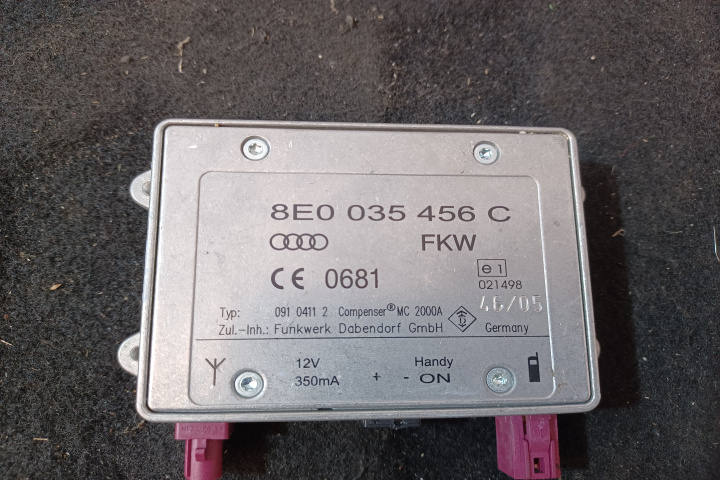 8E0 035 456 C
FKW
CE 0681
e 1
021498
46/05
Typ: 091 0411 2 Compenser® MC 2000A
Zul.-Inh.: Funkwerk Dabendorf GmbH Germany
12V Handy
350mA + - ON